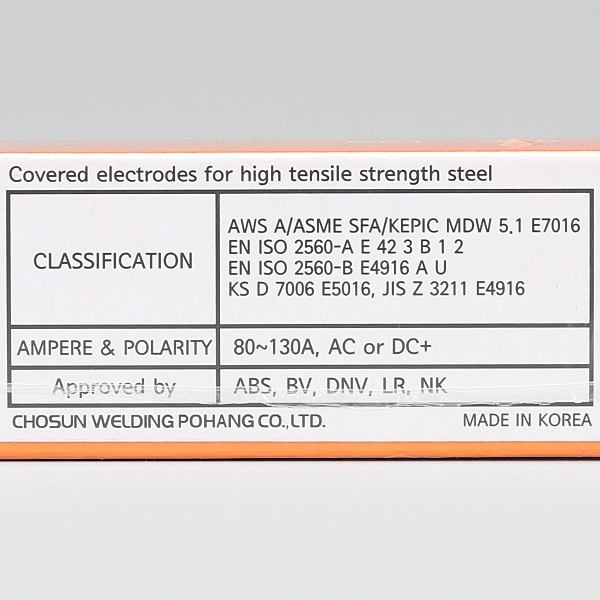 Covered electrodes for high tensile strength steel
CLASSIFICATION
AWS A/ASME SFA/KEPIC MDW 5.1 E7016
EN ISO 2560-A E 42 3 B 1 2
EN ISO 2560-B E4916 A U
KS D 7006 E5016, JIS Z 3211 E4916
AMPERE & POLARITY 80~130A, AC or DC+
Approved by ABS, BV, DNV, LR, NK
CHOSUN WELDING POHANG CO.,LTD. MADE IN KOREA